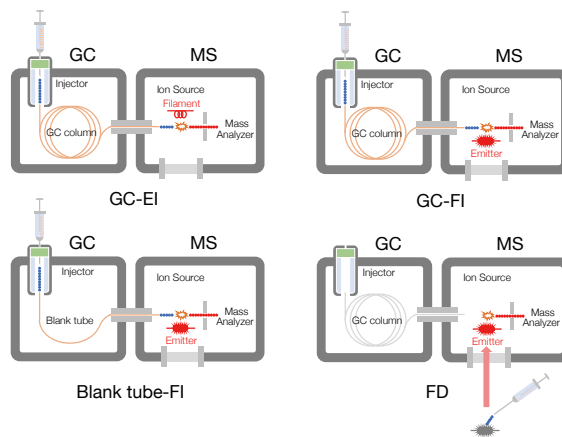 GC MS
Injector
Ion Source
Filament
GC column
Mass
Analyzer
GC-EI
GC MS
Injector
Ion Source
GC column
Mass
Analyzer
Emitter
GC-FI
GC MS
Injector
Ion Source
Blank tube
Mass
Analyzer
Emitter
Blank tube-FI
GC MS
Injector
Ion Source
GC column
Mass
Analyzer
Emitter
FD